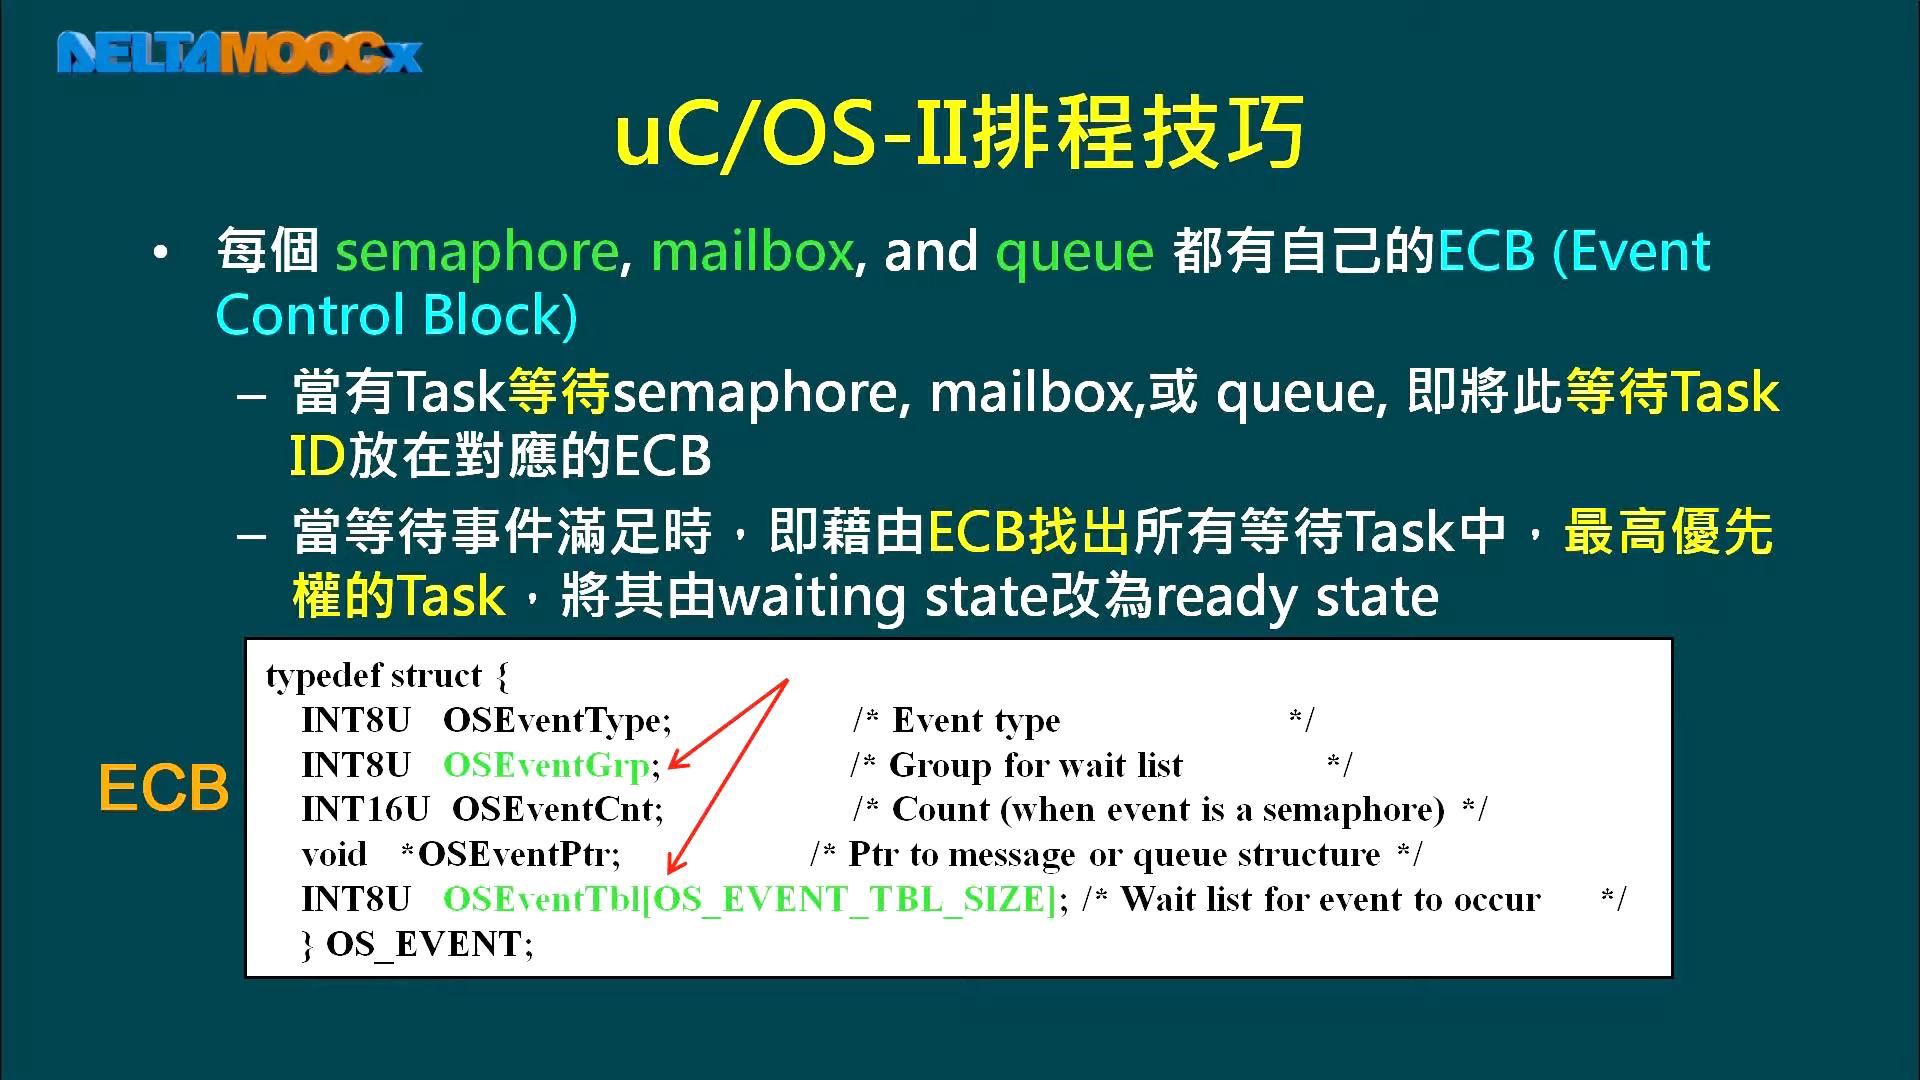 DELTAMOOCx
uC/OS-II排程技巧
• 每個 semaphore, mailbox, and queue 都有自己的ECB (Event
Control Block)
– 當有Task等待semaphore, mailbox,或 queue, 即將此等待Task
ID放在對應的ECB
– 當等待事件滿足時，即藉由ECB找出所有等待Task中，最高優先
權的Task，將其由waiting state改為ready state
ECB
typedef struct {
INT8U OSEventType; /* Event type */
INT8U OSEventGrp; /* Group for wait list */
INT16U OSEventCnt; /* Count (when event is a semaphore) */
void *OSEventPtr; /* Ptr to message or queue structure */
INT8U OSEventTbl[OS_EVENT_TBL_SIZE]; /* Wait list for event to occur */
} OS_EVENT;